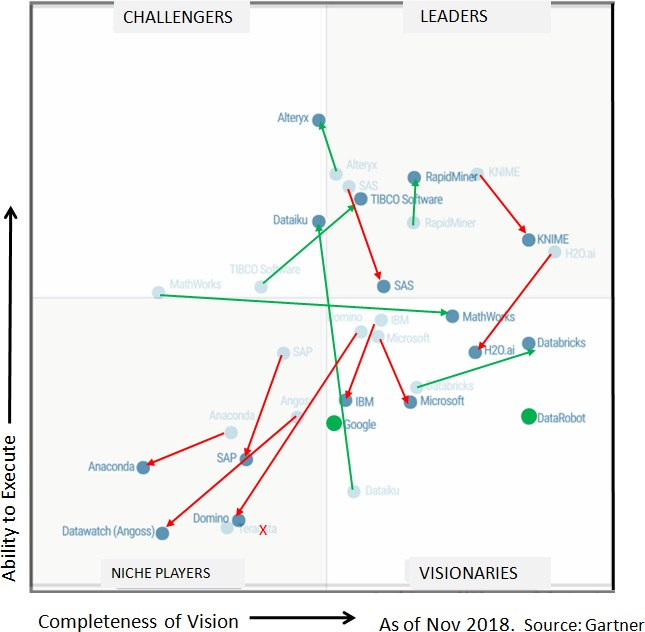 CHALLENGERS
LEADERS
Alteryx
Alteryx
SAS
RapidMiner
KNIME
TIBCO Software
Dataiku
RapidMiner
KNIME
H2O.ai
TIBCO Software
MathWorks
SAS
MathWorks
Domino
IBM
Microsoft
SAP
H2O.ai
Databricks
Databricks
Angoss
IBM
Microsoft
Anaconda
Google
DataRobot
Anaconda
SAP
Dataiku
Datawatch (Angoss)
Domino
Teradata
X
NICHE PLAYERS
VISIONARIES
Ability to Execute
Completeness of Vision
As of Nov 2018. Source: Gartner